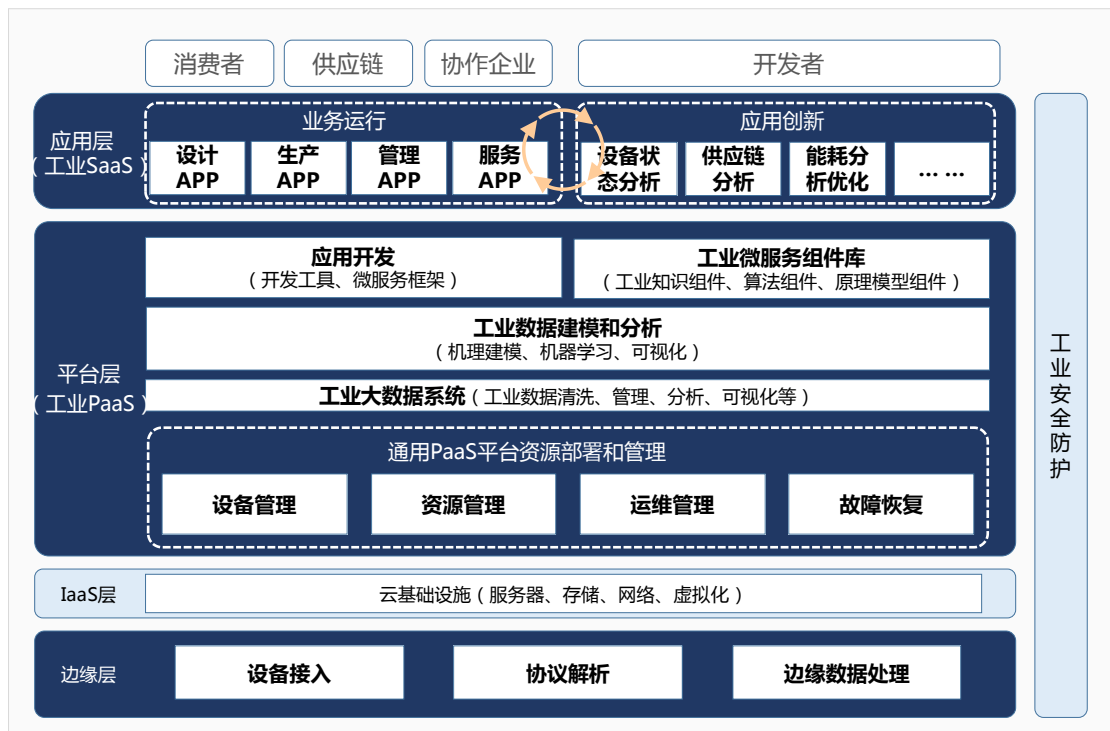 消费者
供应链
协作企业
开发者
应用层
（工业SaaS）
业务运行
设计
APP
生产
APP
管理
APP
服务
APP
应用创新
设备状
态分析
供应链
分析
能耗分
析优化
... ...
平台层
（工业PaaS）
应用开发
（开发工具、微服务框架）
工业微服务组件库
（工业知识组件、算法组件、原理模型组件）
工业数据建模和分析
（机理建模、机器学习、可视化）
工业大数据系统（工业数据清洗、管理、分析、可视化等）
通用PaaS平台资源部署和管理
设备管理
资源管理
运维管理
故障恢复
IaaS层
云基础设施（服务器、存储、网络、虚拟化）
边缘层
设备接入
协议解析
边缘数据处理
工业安全防护